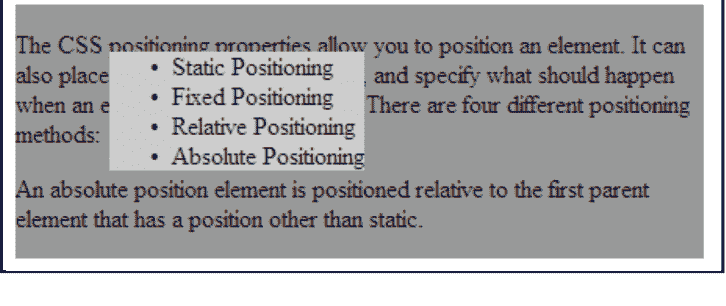 The CSS positioning properties allow you to position an element. It can
also place , and specify what should happen
when an e There are four different positioning
methods:
• Static Positioning
• Fixed Positioning
• Relative Positioning
• Absolute Positioning
An absolute position element is positioned relative to the first parent
element that has a position other than static.